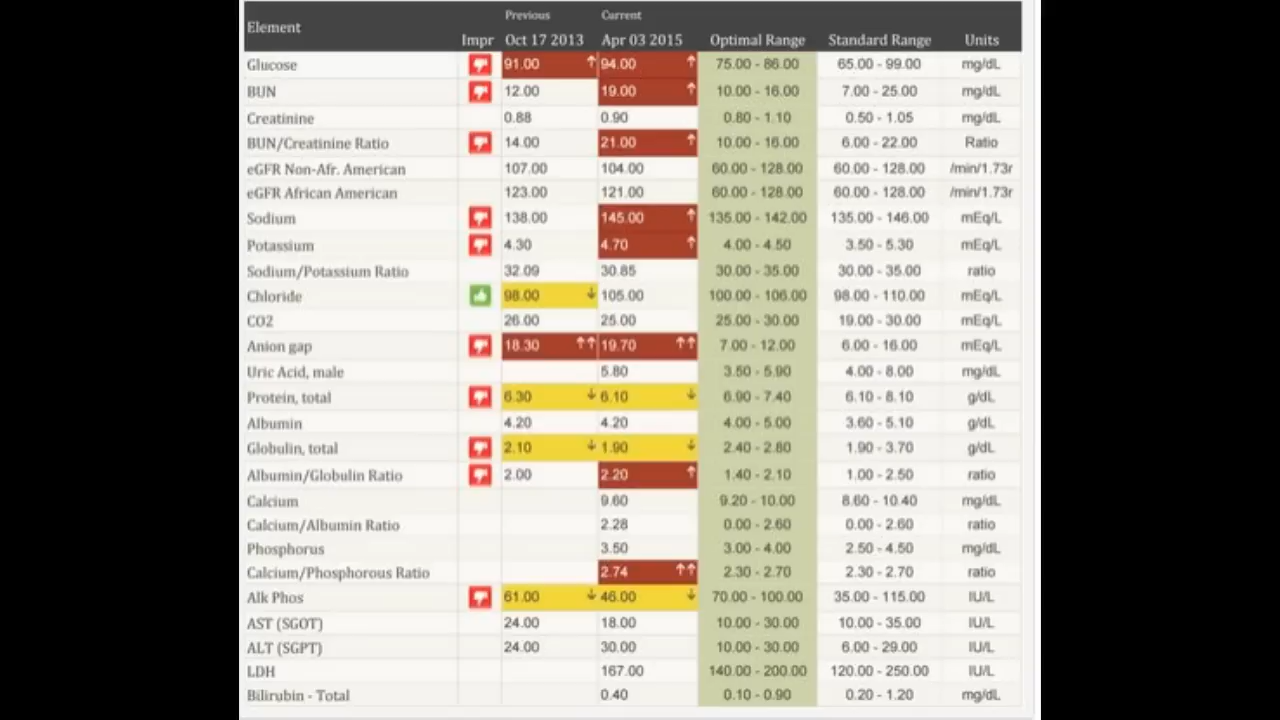 Previous Current
Element Impr Oct 17 2013 Apr 03 2015 Optimal Range Standard Range Units
Glucose 91.00 ↑ 94.00 ↑ 75.00 - 86.00 65.00 - 99.00 mg/dL
BUN 12.00 19.00 ↑ 10.00 - 16.00 7.00 - 25.00 mg/dL
Creatinine 0.88 0.90 0.80 - 1.10 0.50 - 1.05 mg/dL
BUN/Creatinine Ratio 14.00 21.00 ↑ 10.00 - 16.00 6.00 - 22.00 Ratio
eGFR Non-Afr. American 107.00 104.00 60.00 - 128.00 60.00 - 128.00 /min/1.73r
eGFR African American 123.00 121.00 60.00 - 128.00 60.00 - 128.00 /min/1.73r
Sodium 138.00 145.00 ↑ 135.00 - 142.00 135.00 - 146.00 mEq/L
Potassium 4.30 4.70 ↑ 4.00 - 4.50 3.50 - 5.30 mEq/L
Sodium/Potassium Ratio 32.09 30.85 30.00 - 35.00 30.00 - 35.00 ratio
Chloride 98.00 ↓ 105.00 100.00 - 106.00 98.00 - 110.00 mEq/L
CO2 26.00 25.00 25.00 - 30.00 19.00 - 30.00 mEq/L
Anion gap 18.30 ↑↑ 19.70 ↑↑ 7.00 - 12.00 6.00 - 16.00 mEq/L
Uric Acid, male 5.80 3.50 - 5.90 4.00 - 8.00 mg/dL
Protein, total 6.30 ↓ 6.10 ↓ 6.90 - 7.40 6.10 - 8.10 g/dL
Albumin 4.20 4.20 4.00 - 5.00 3.60 - 5.10 g/dL
Globulin, total 2.10 ↓ 1.90 ↓ 2.40 - 2.80 1.90 - 3.70 g/dL
Albumin/Globulin Ratio 2.00 2.20 ↑ 1.40 - 2.10 1.00 - 2.50 ratio
Calcium 9.60 9.20 - 10.00 8.60 - 10.40 mg/dL
Calcium/Albumin Ratio 2.28 0.00 - 2.60 0.00 - 2.60 ratio
Phosphorus 3.50 3.00 - 4.00 2.50 - 4.50 mg/dL
Calcium/Phosphorous Ratio 2.74 ↑↑ 2.30 - 2.70 2.30 - 2.70 ratio
Alk Phos 61.00 ↓ 46.00 ↓ 70.00 - 100.00 35.00 - 115.00 IU/L
AST (SGOT) 24.00 18.00 10.00 - 30.00 10.00 - 35.00 IU/L
ALT (SGPT) 24.00 30.00 10.00 - 30.00 6.00 - 29.00 IU/L
LDH 167.00 140.00 - 200.00 120.00 - 250.00 IU/L
Bilirubin - Total 0.40 0.10 - 0.90 0.20 - 1.20 mg/dL